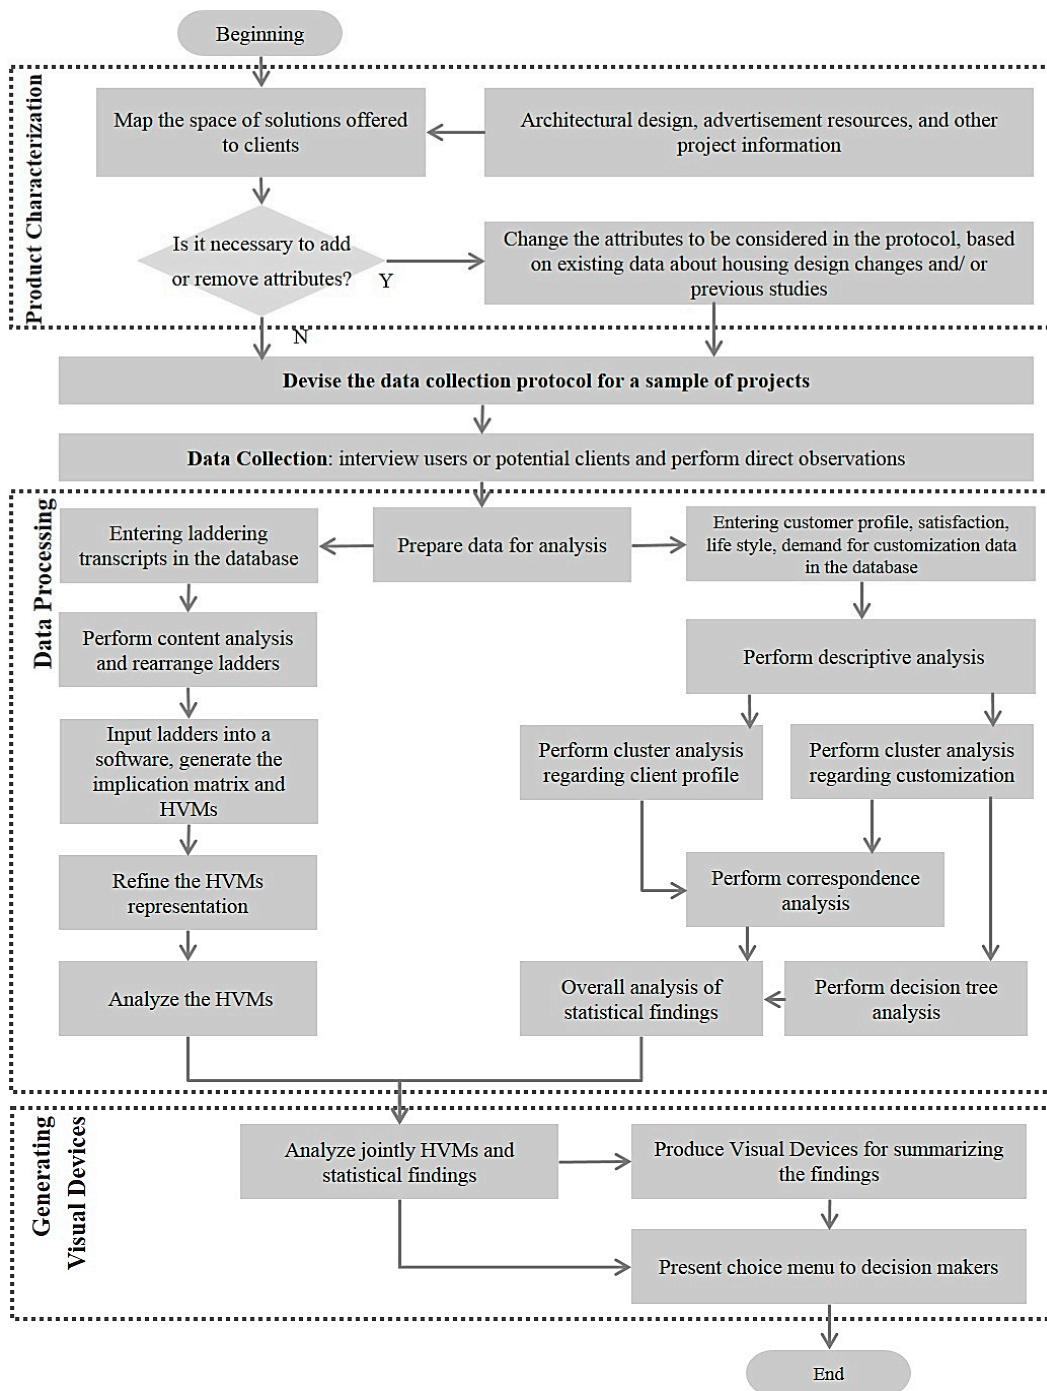 Beginning
Product Characterization
Map the space of solutions offered
to clients
Architectural design, advertisement resources, and other
project information
Is it necessary to add
or remove attributes?
Y
N
Change the attributes to be considered in the protocol, based
on existing data about housing design changes and/ or
previous studies
Devise the data collection protocol for a sample of projects
Data Collection: interview users or potential clients and perform direct observations
Data Processing
Entering laddering
transcripts in the database
Prepare data for analysis
Entering customer profile, satisfaction,
life style, demand for customization data
in the database
Perform content analysis
and rearrange ladders
Perform descriptive analysis
Input ladders into a
software, generate the
implication matrix and
HVMs
Perform cluster analysis
regarding client profile
Perform cluster analysis
regarding customization
Refine the HVMs
representation
Perform correspondence
analysis
Analyze the HVMs
Overall analysis of
statistical findings
Perform decision tree
analysis
Generating
Visual Devices
Analyze jointly HVMs and
statistical findings
Produce Visual Devices for summarizing
the findings
Present choice menu to decision makers
End